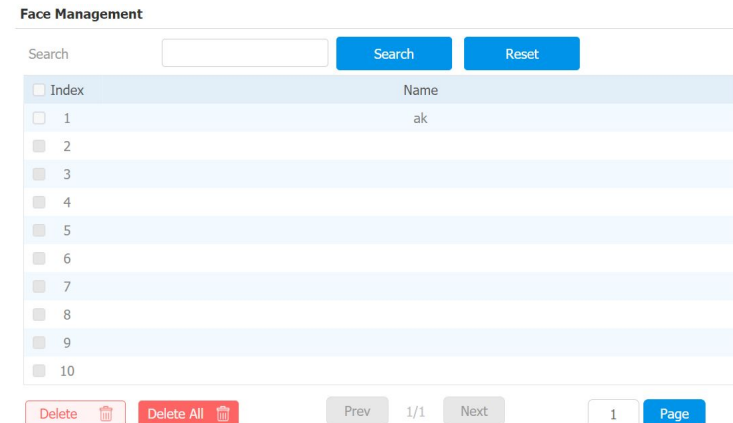 Face Management
Search Search Reset
Index Name
1 ak
2
3
4
5
6
7
8
9
10
Delete Delete All Prev 1/1 Next 1 Page